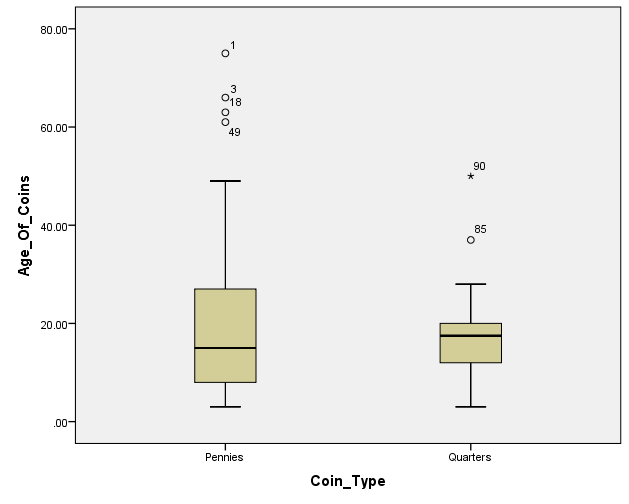 80.00
60.00
40.00
20.00
.00
Age_Of_Coins
1
3
18
49
90
85
Pennies
Quarters
Coin_Type